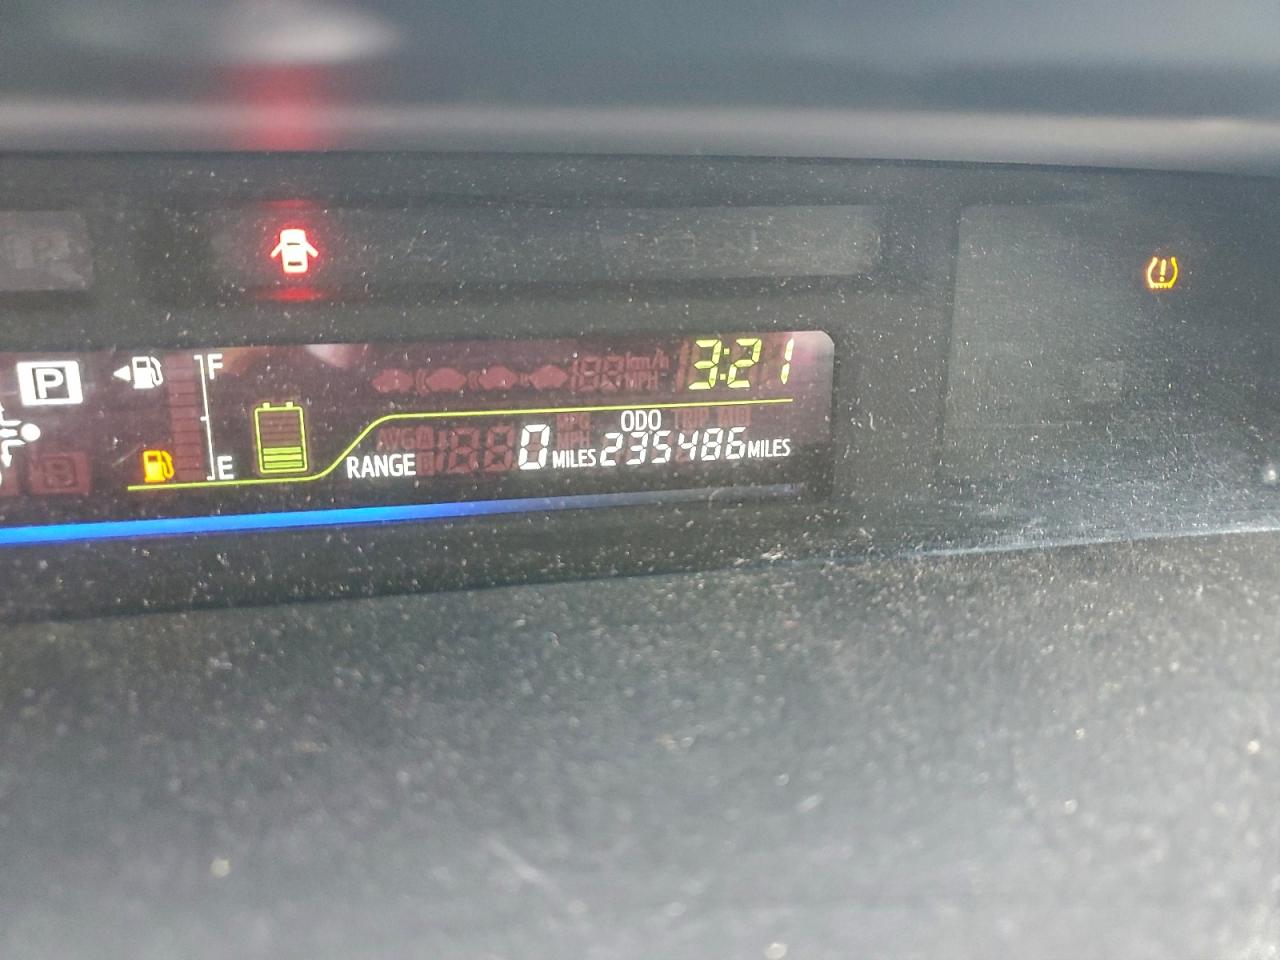 P
F
3:21
ODO
E
RANGE 0 MILES 235486 MILES